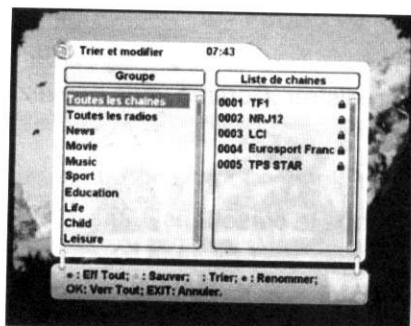 Trier et modifier 07:43
Groupe
Toutes les chaines
Toutes les radios
News
Movie
Music
Sport
Education
Life
Child
Leisure
Liste de chaines
0001 TF1
0002 NRJ12
0003 LCI
0004 Eurosport Franc
0005 TPS STAR
: Eff Tout; : Sauver; : Trier; : Renommer;
OK: Verr Tout; EXIT: Annuler.